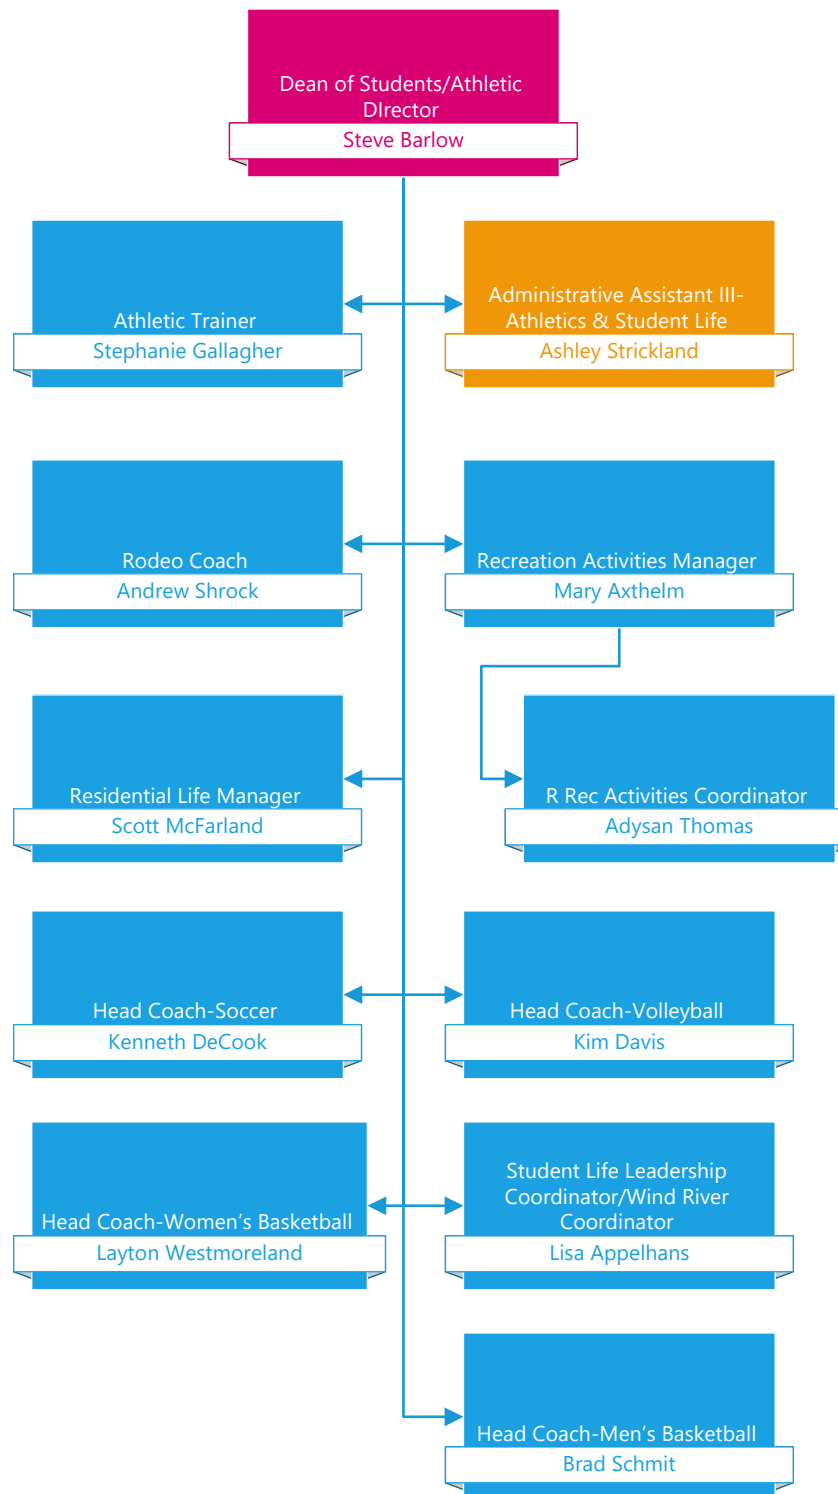 Dean of Students/Athletic
DIrector
Steve Barlow
Athletic Trainer
Stephanie Gallagher
Administrative Assistant III-
Athletics & Student Life
Ashley Strickland
Rodeo Coach
Andrew Shrock
Recreation Activities Manager
Mary Axthelm
Residential Life Manager
Scott McFarland
R Rec Activities Coordinator
Adysan Thomas
Head Coach-Soccer
Kenneth DeCook
Head Coach-Volleyball
Kim Davis
Head Coach-Women’s Basketball
Layton Westmoreland
Student Life Leadership
Coordinator/Wind River
Coordinator
Lisa Appelhans
Head Coach-Men’s Basketball
Brad Schmit